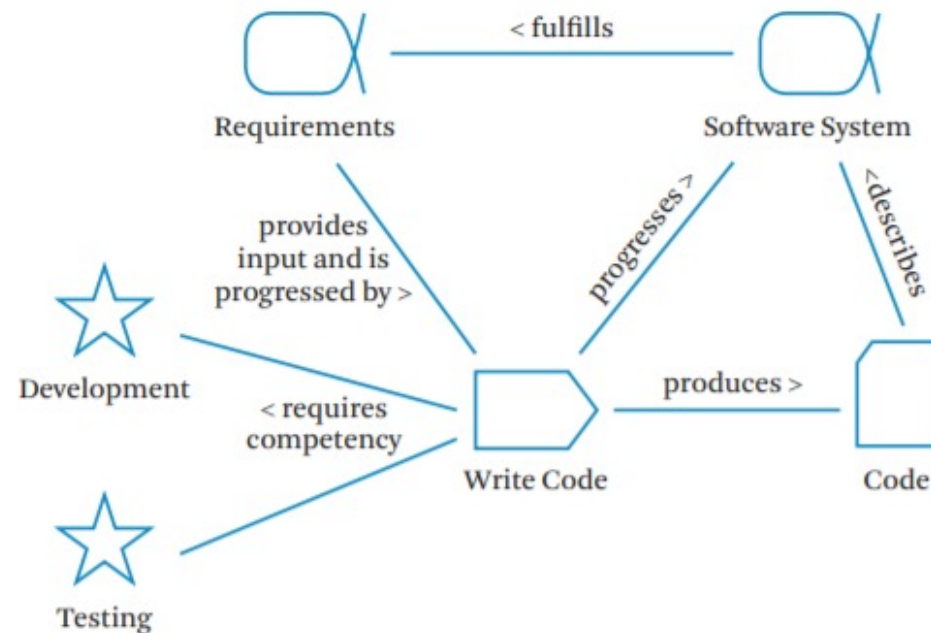 < fulfills
Requirements
Software System
provides
input and is
progressed by >
progresses >
<describes
Development
< requires
competency
produces >
Write Code
Code
Testing